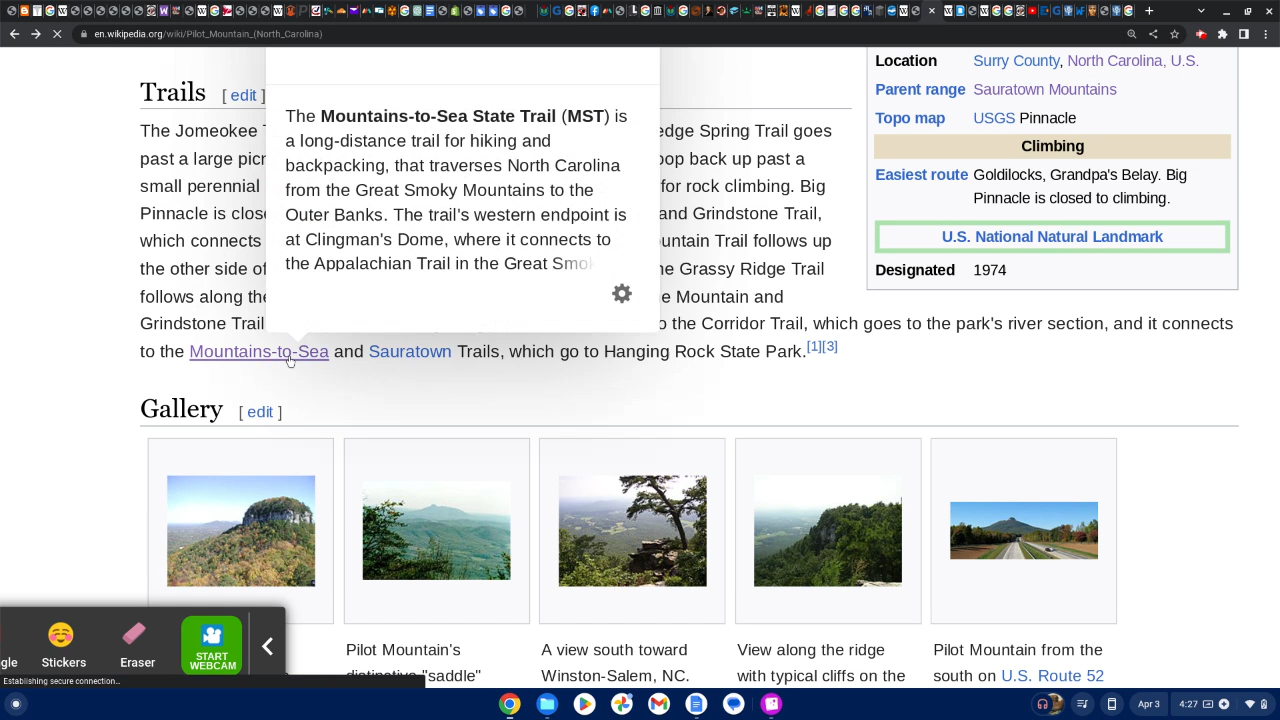 en.wikipedia.org/wiki/Pilot_Mountain_(North_Carolina)
Trails [ edit ]
The Jomeokee edge Spring Trail goes
past a large oop back up past a
small perennial for rock climbing. Big
Pinnacle is and Grindstone Trail,
which connects Trail follows up
the other side of Grassy Ridge Trail
follows along Mountain and
Grindstone Trail the Corridor Trail, which goes to the park's river section, and it connects
to the Mountains-to-Sea and Sauratown Trails, which go to Hanging Rock State Park.[1][3]
The Mountains-to-Sea State Trail (MST) is
a long-distance trail for hiking and
backpacking, that traverses North Carolina
from the Great Smoky Mountains to the
Outer Banks. The trail's western endpoint is
at Clingman's Dome, where it connects to
the Appalachian Trail in the Great Smok
Location Surry County, North Carolina, U.S.
Parent range Sauratown Mountains
Topo map USGS Pinnacle
Climbing
Easiest route Goldilocks, Grandpa's Belay. Big
Pinnacle is closed to climbing.
U.S. National Natural Landmark
Designated 1974
Gallery [ edit ]
Pilot Mountain's
distinctive "saddle"
A view south toward
Winston-Salem, NC.
View along the ridge
with typical cliffs on the
Pilot Mountain from the
south on U.S. Route 52
gle
Stickers
Eraser
START
WEBCAM
Establishing secure connection...
Apr 3
4:27